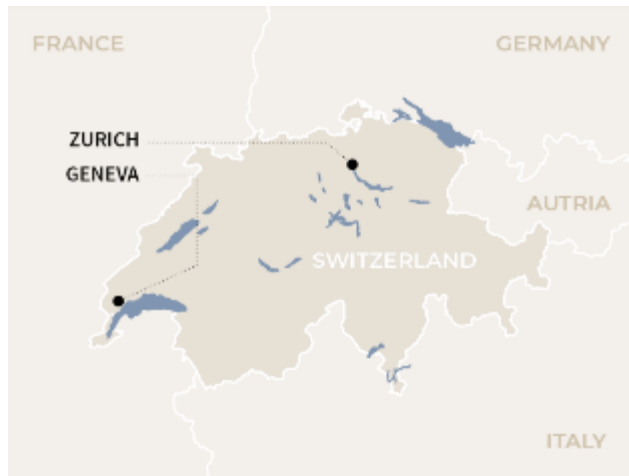 FRANCE
GERMANY
ZURICH
GENEVA
AUTRIA
SWITZERLAND
ITALY